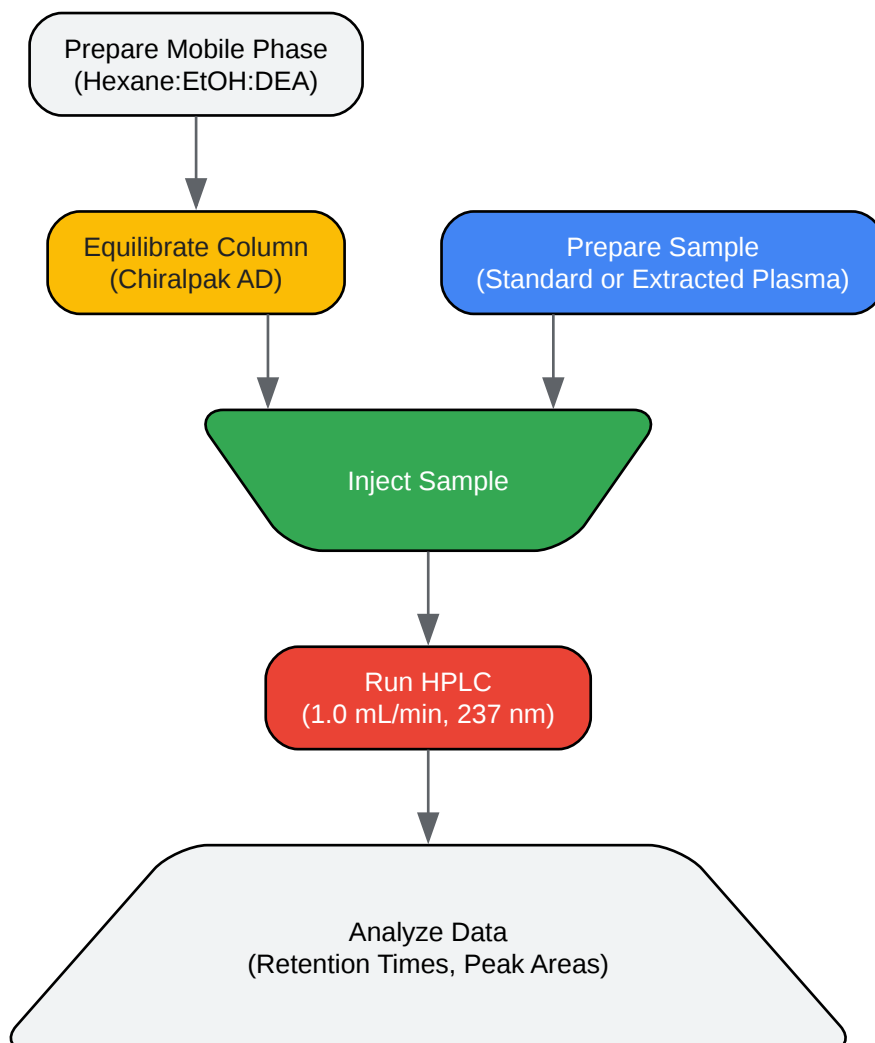 Prepare Mobile Phase
(Hexane:EtOH:DEA)
Equilibrate Column
(Chiralpak AD)
Prepare Sample
(Standard or Extracted Plasma)
Inject Sample
Run HPLC
(1.0 mL/min, 237 nm)
Analyze Data
(Retention Times, Peak Areas)